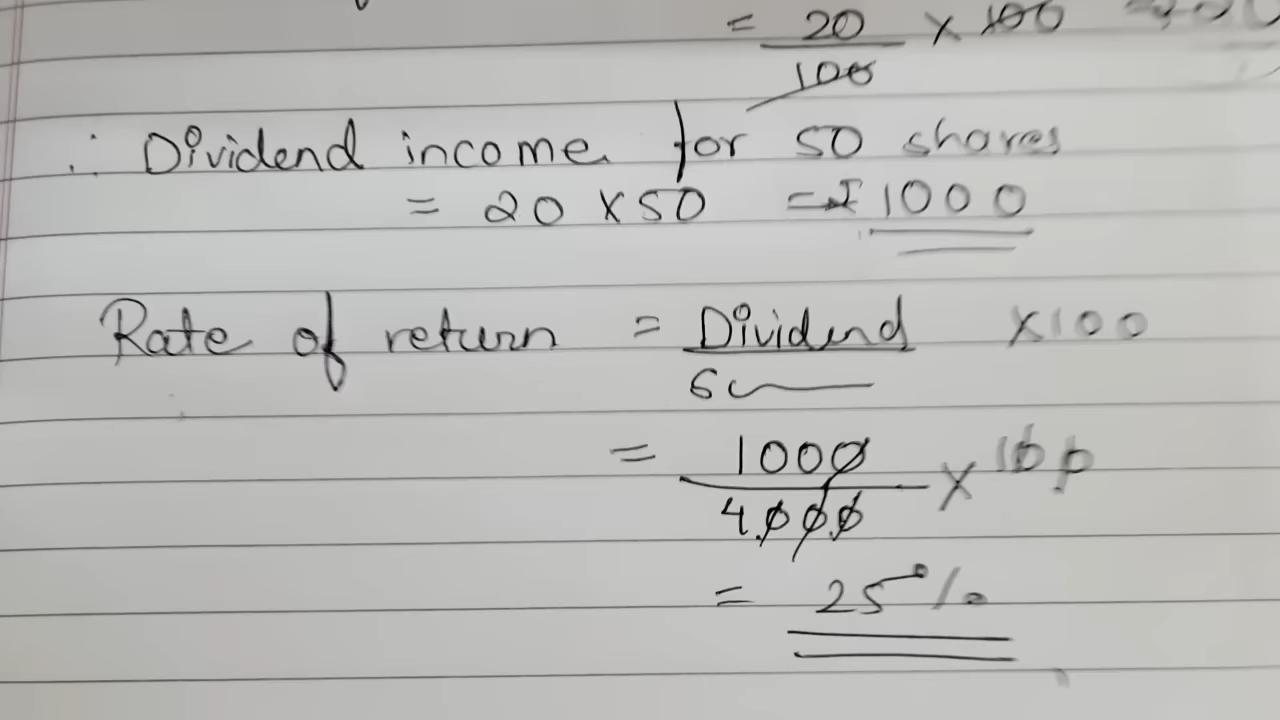 = 20/100 × 100
∴ Dividend income for 50 shares
= 20 × 50 = ₹ 1000
Rate of return = Dividend / × 100
= 1000/4000 × 100
= 25%